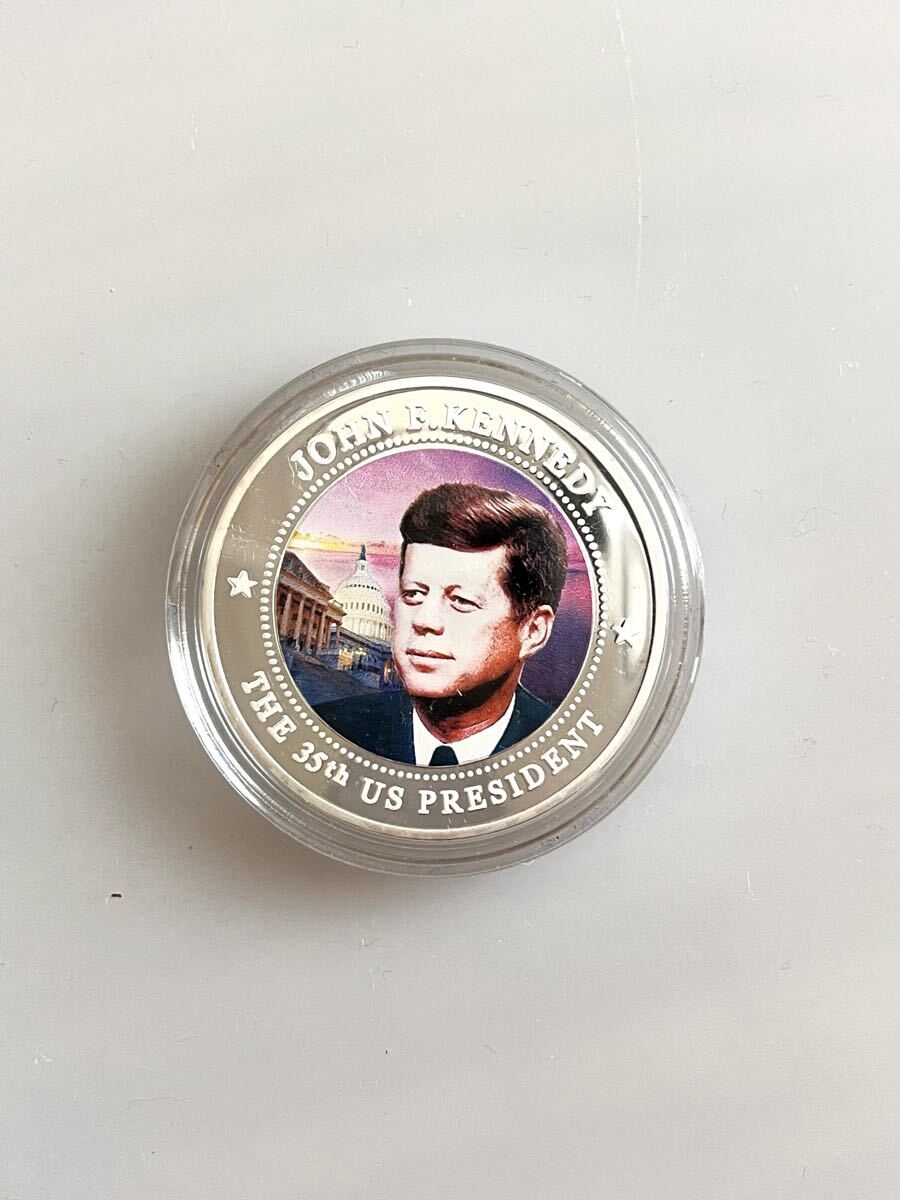 JOHN F. KENNEDY
THE 35th US PRESIDENT